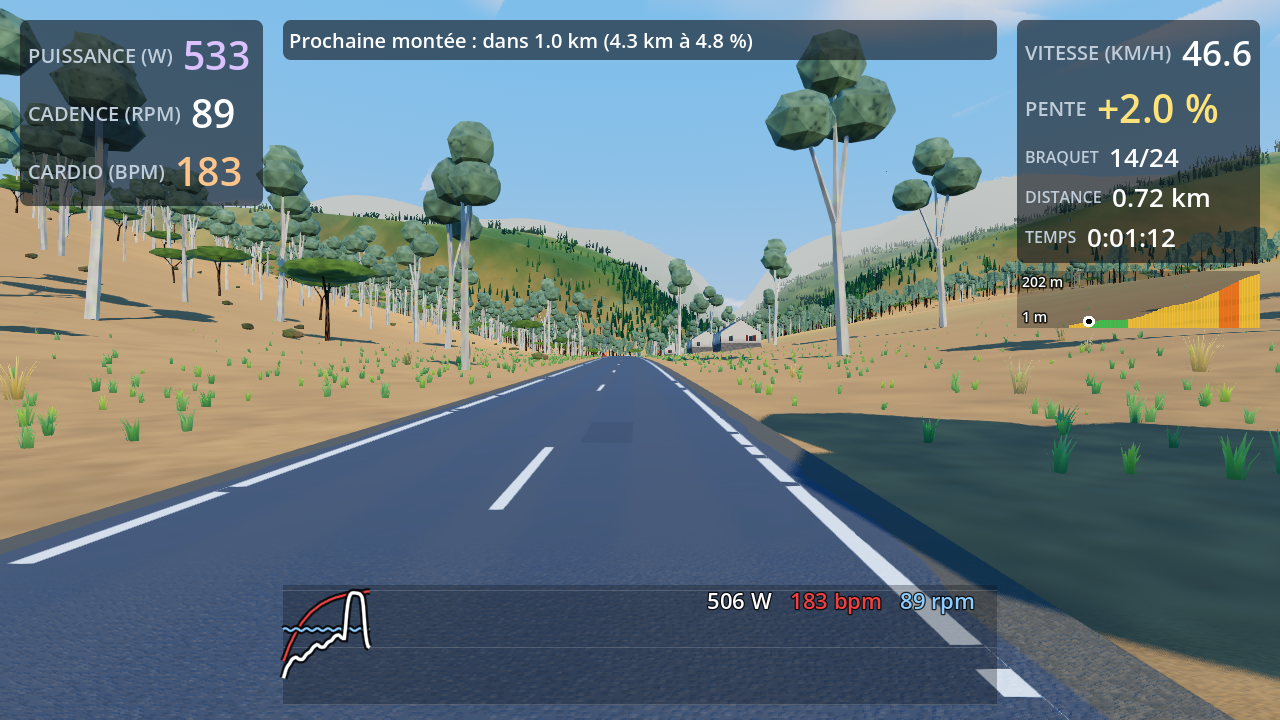 PUISSANCE (W) 533
CADENCE (RPM) 89
CARDIO (BPM) 183
Prochaine montée : dans 1.0 km (4.3 km à 4.8 %)
VITESSE (KM/H) 46.6
PENTE +2.0 %
BRAQUET 14/24
DISTANCE 0.72 km
TEMPS 0:01:12
202 m
1 m
506 W 183 bpm 89 rpm